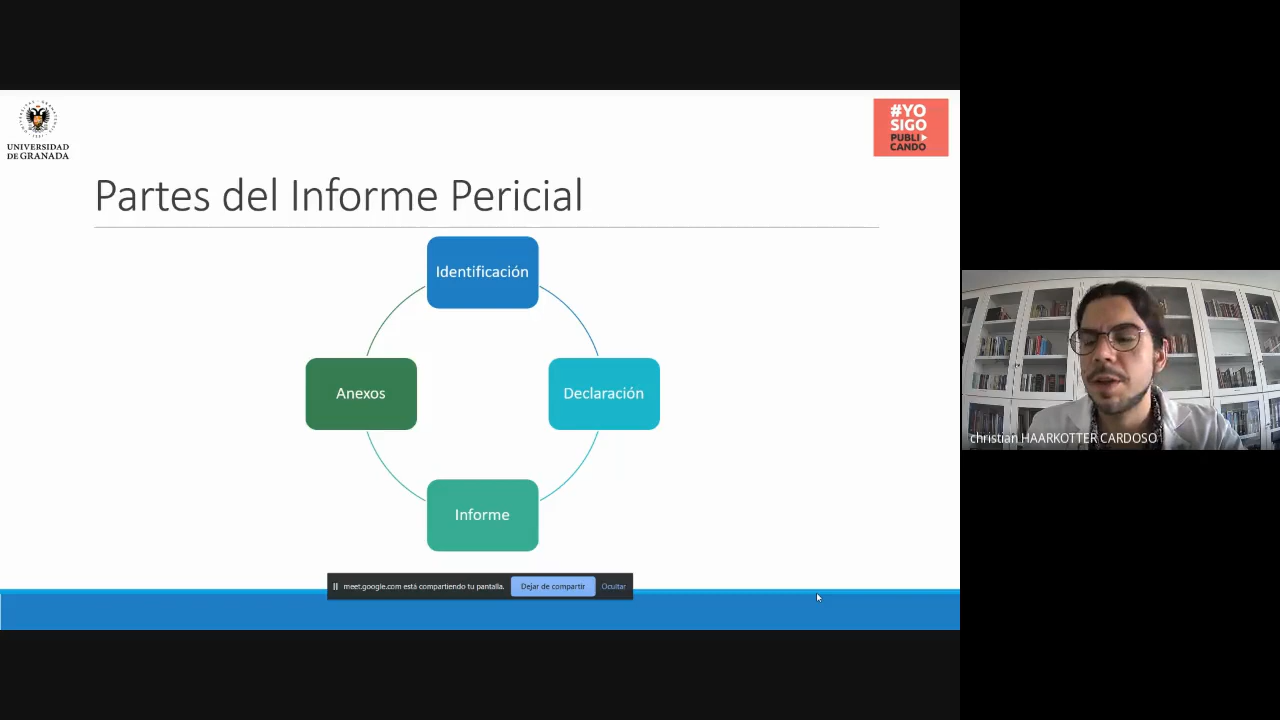 UNIVERSIDAD
DE GRANADA
#YO
SIGO
PUBLI
CANDO
Partes del Informe Pericial
Identificación
Anexos
Declaración
Informe
meet.google.com está compartiendo tu pantalla.
Dejar de compartir
Ocultar
christian HAARKOTTER CARDOSO